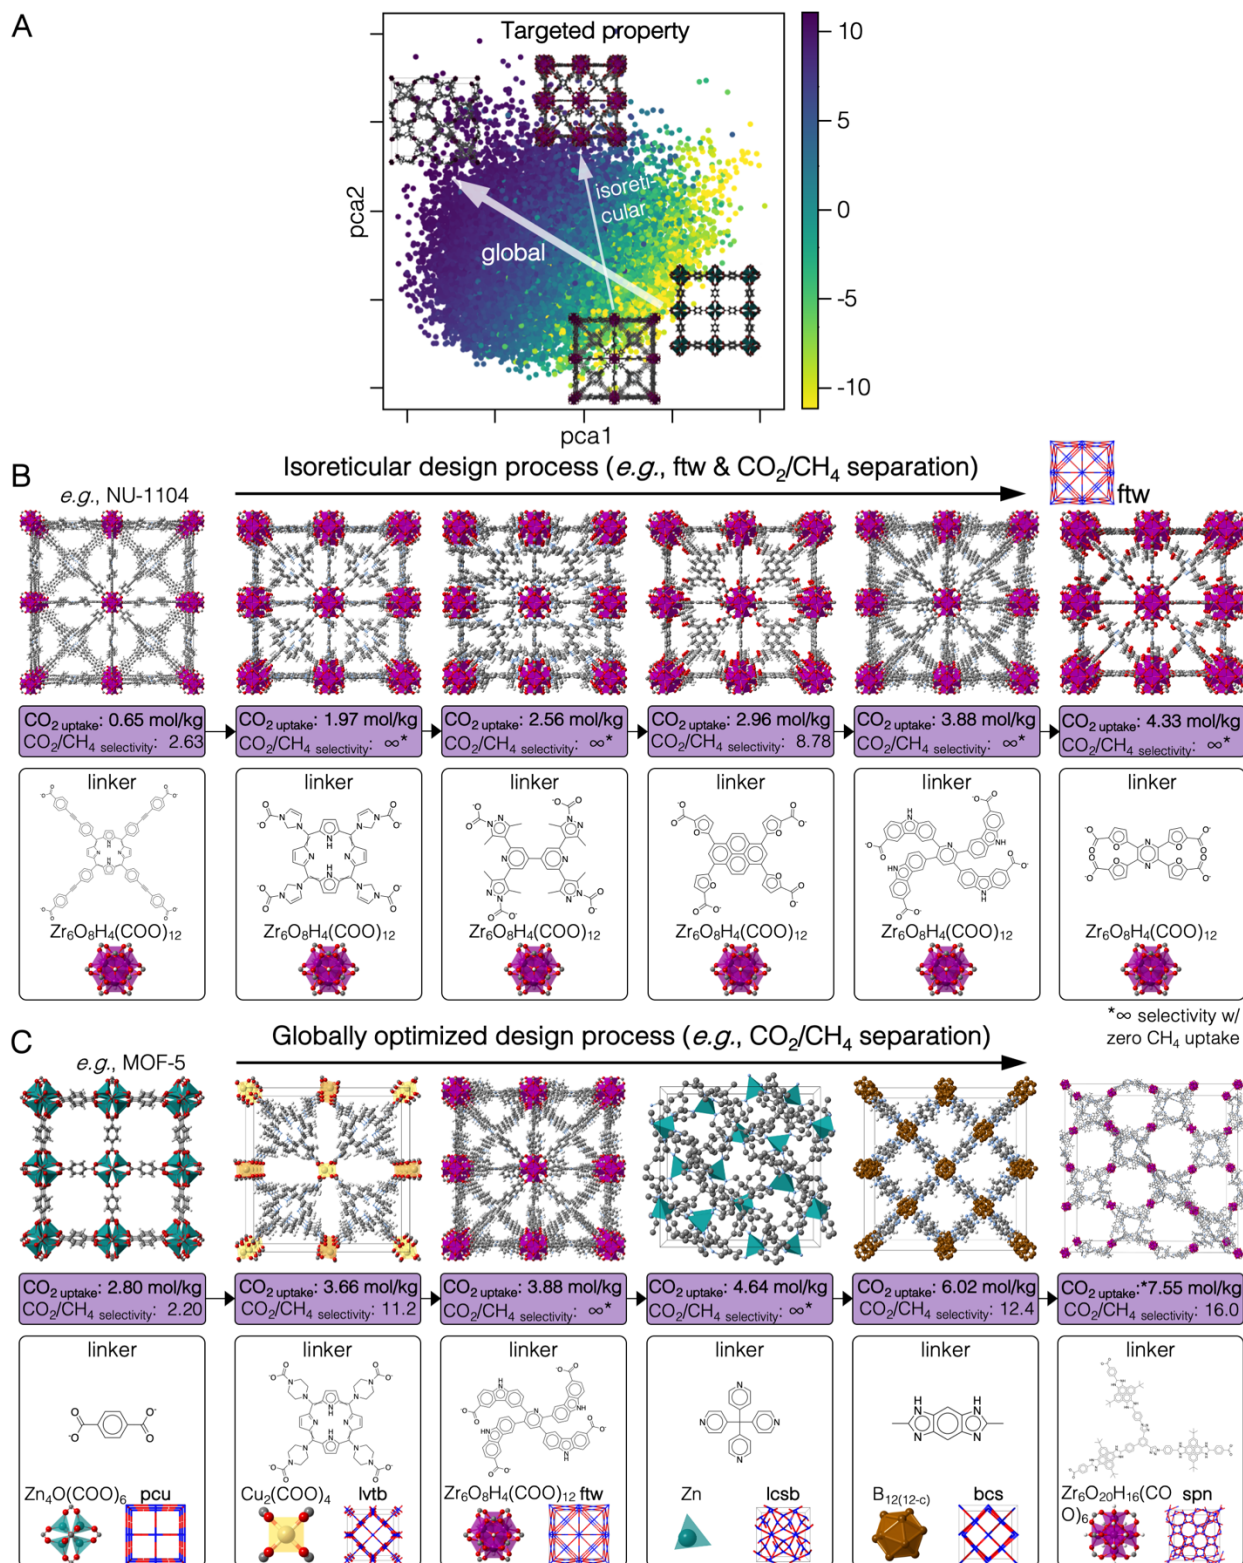 A
Targeted property
10
isoreti-
cular
global
0
-5
-10
pca2
pca1
B
Isoreticular design process (e.g., ftw & CO₂/CH₄ separation)
e.g., NU-1104
ftw
CO₂ uptake: 0.65 mol/kg
CO₂/CH₄ selectivity: 2.63
CO₂ uptake: 1.97 mol/kg
CO₂/CH₄ selectivity: ∞*
CO₂ uptake: 2.56 mol/kg
CO₂/CH₄ selectivity: ∞*
CO₂ uptake: 2.96 mol/kg
CO₂/CH₄ selectivity: 8.78
CO₂ uptake: 3.88 mol/kg
CO₂/CH₄ selectivity: ∞*
CO₂ uptake: 4.33 mol/kg
CO₂/CH₄ selectivity: ∞*
linker
Zr₆O₈H₄(COO)₁₂
linker
Zr₆O₈H₄(COO)₁₂
linker
Zr₆O₈H₄(COO)₁₂
linker
Zr₆O₈H₄(COO)₁₂
linker
Zr₆O₈H₄(COO)₁₂
linker
Zr₆O₈H₄(COO)₁₂
*∞ selectivity w/
zero CH₄ uptake
C
Globally optimized design process (e.g., CO₂/CH₄ separation)
e.g., MOF-5
CO₂ uptake: 2.80 mol/kg
CO₂/CH₄ selectivity: 2.20
CO₂ uptake: 3.66 mol/kg
CO₂/CH₄ selectivity: 11.2
CO₂ uptake: 3.88 mol/kg
CO₂/CH₄ selectivity: ∞*
CO₂ uptake: 4.64 mol/kg
CO₂/CH₄ selectivity: ∞*
CO₂ uptake: 6.02 mol/kg
CO₂/CH₄ selectivity: 12.4
CO₂ uptake: *7.55 mol/kg
CO₂/CH₄ selectivity: 16.0
linker
Zn₄O(COO)₆
pcu
linker
Cu₂(COO)₄
lvtb
linker
Zr₆O₈H₄(COO)₁₂
ftw
linker
Zn
lcsb
linker
B₁₂(12-c)
bcs
linker
Zr₆O₂₀H₁₆(CO
O)₆
spn